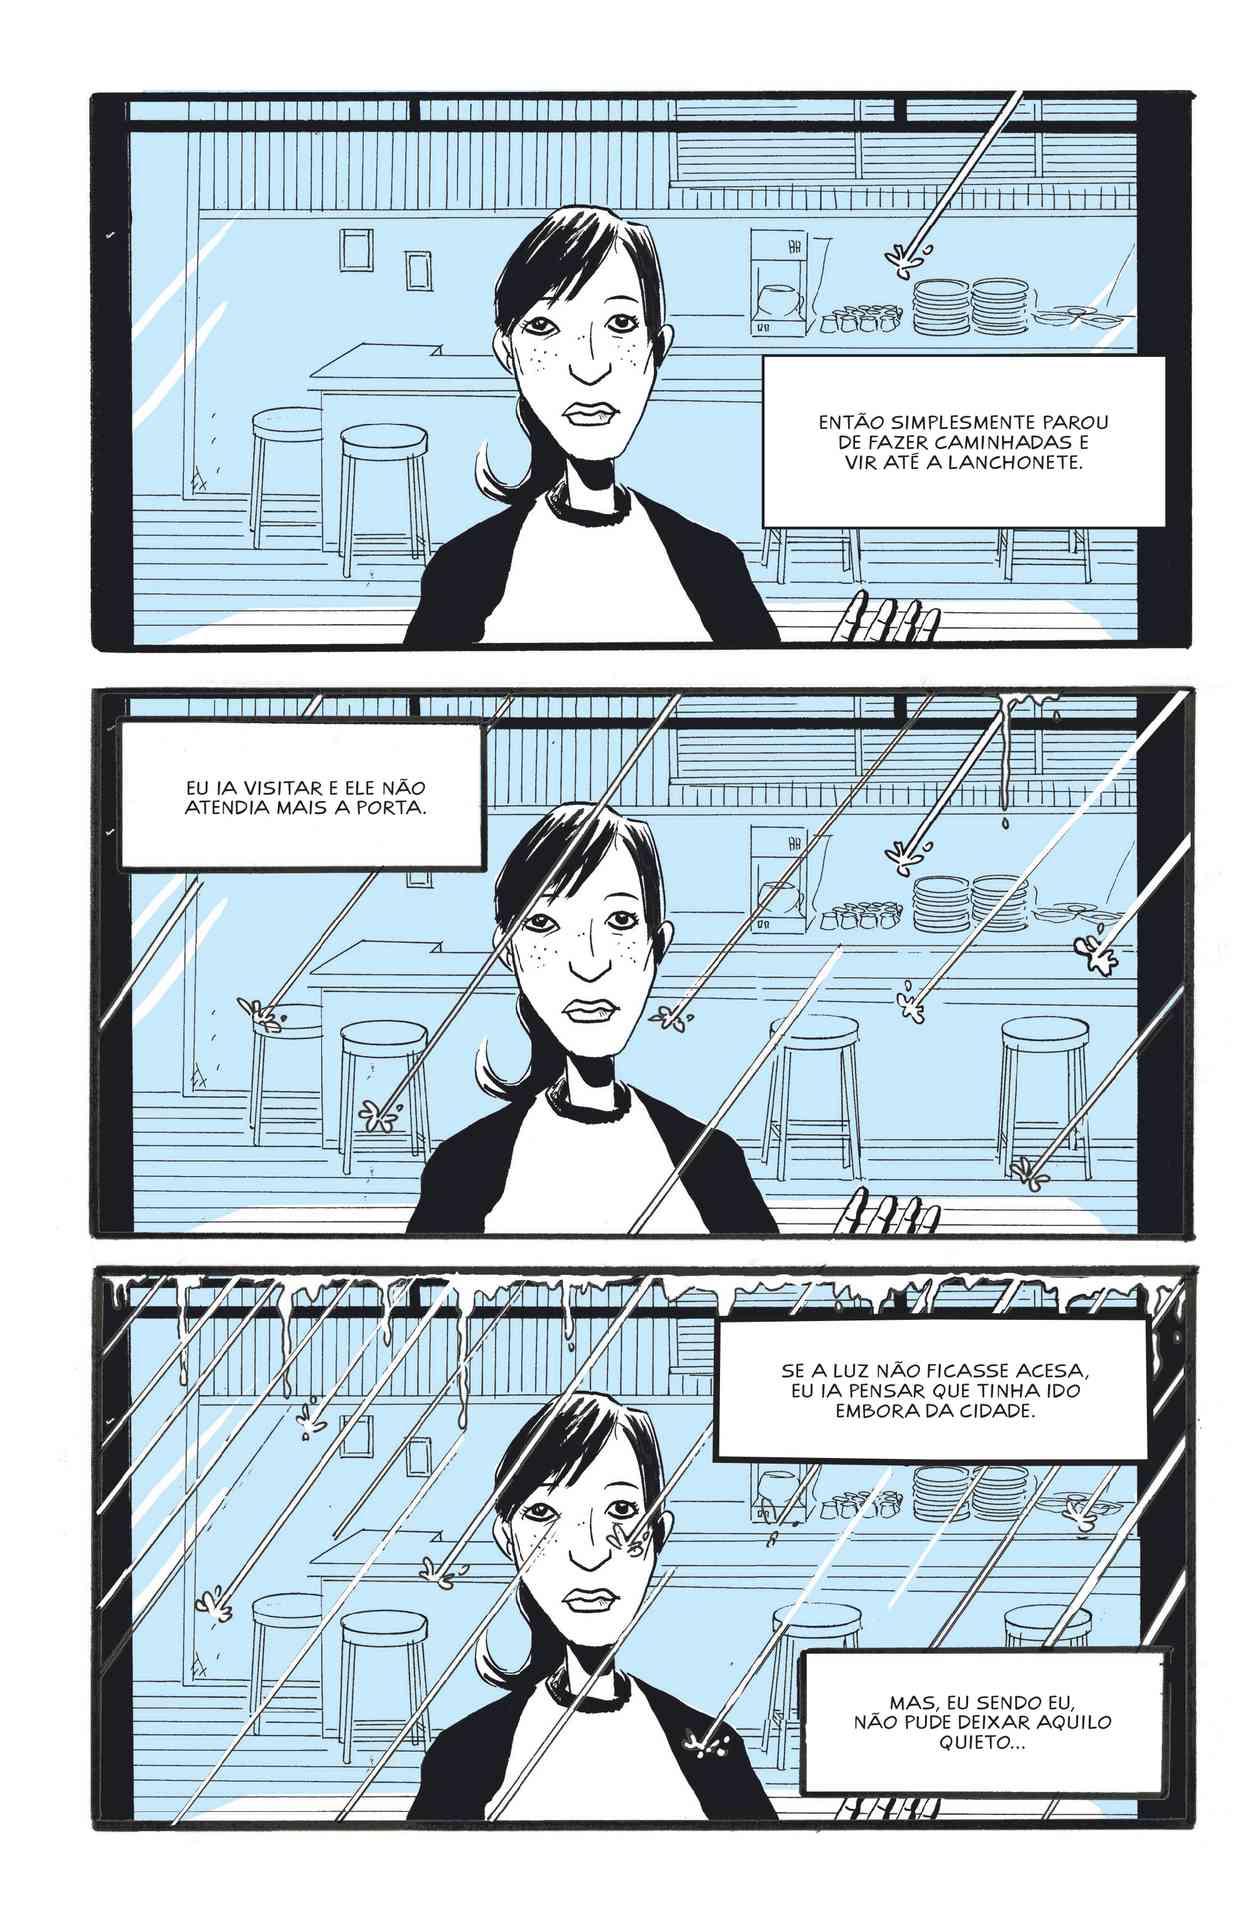 ENTÃO SIMPLESMENTE PAROU
DE FAZER CAMINHADAS E
VIR ATÉ A LANCHONETE.
EU IA VISITAR E ELE NÃO
ATENDIA MAIS A PORTA.
SE A LUZ NÃO FICASSE ACESA,
EU IA PENSAR QUE TINHA IDO
EMBORA DA CIDADE.
MAS, EU SENDO EU,
NÃO PUDE DEIXAR AQUILO
QUIETO...